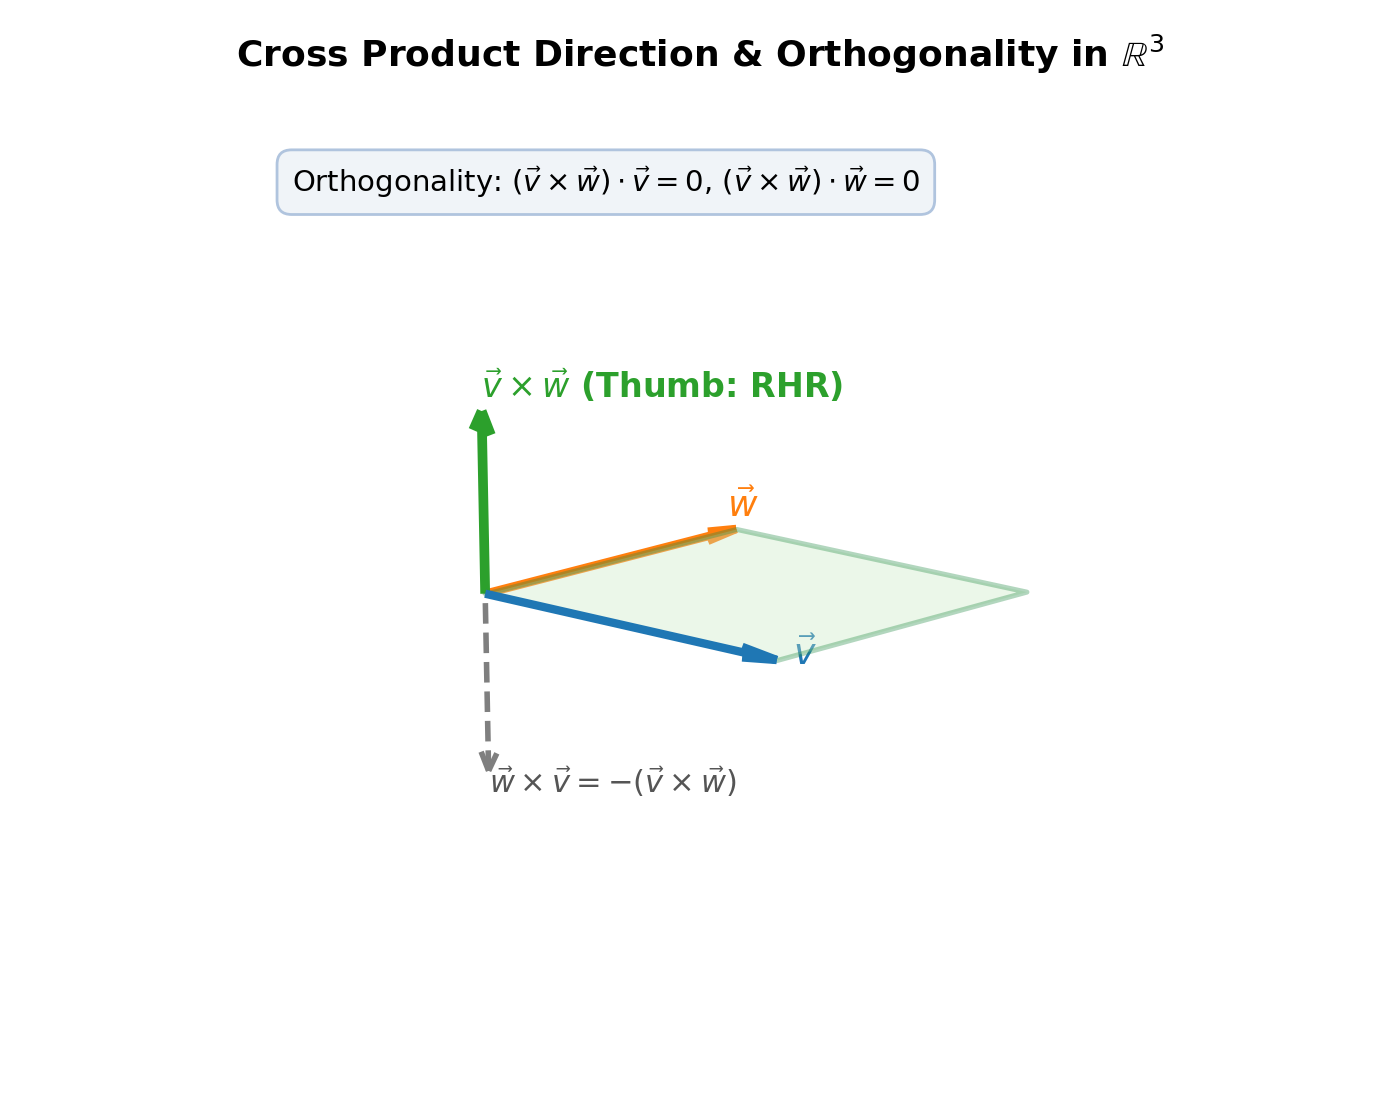 Cross Product Direction & Orthogonality in ℝ³
Orthogonality: (v⃗ × w⃗) · v⃗ = 0, (v⃗ × w⃗) · w⃗ = 0
v⃗ × w⃗ (Thumb: RHR)
w⃗
v⃗
w⃗ × v⃗ = −(v⃗ × w⃗)